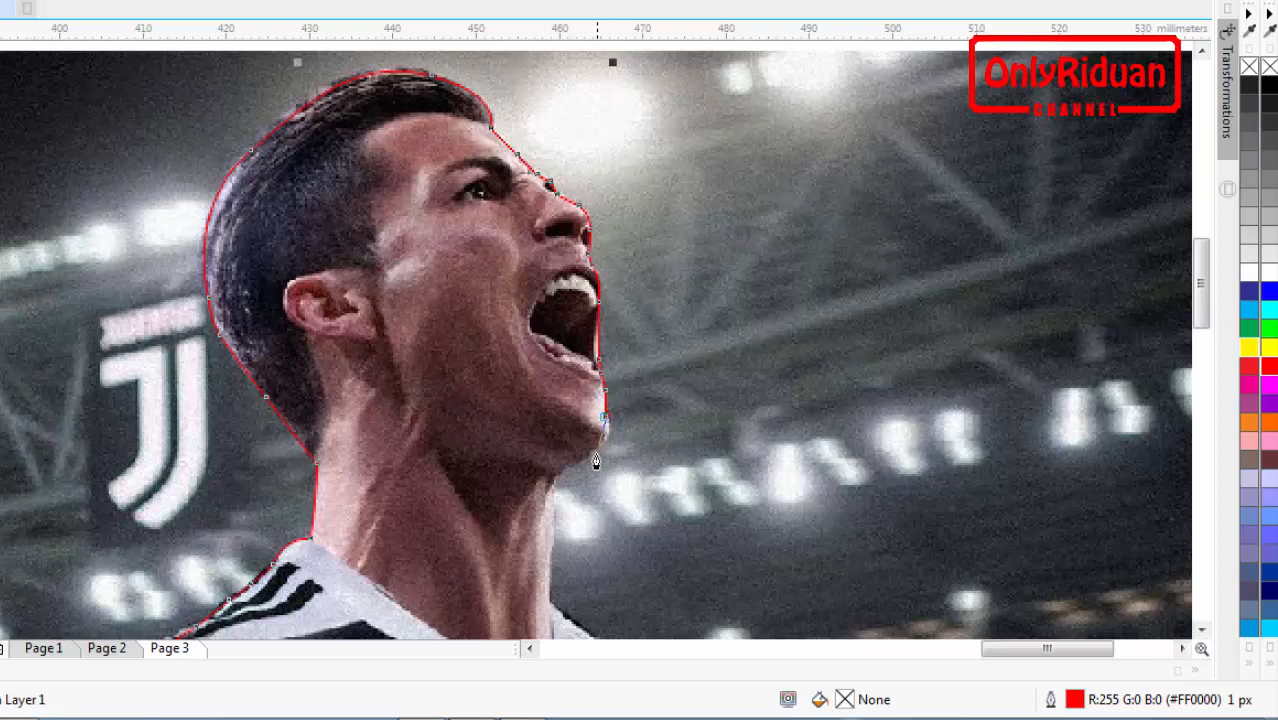 400 420 430 440 450 460 470 480 490 500 510 520 530 millimeters
OnlyRiduan
CHANNEL
Transformations
Page 1 Page 2 Page 3
Layer 1
None
R:255 G:0 B:0 (#FF0000) 1 px